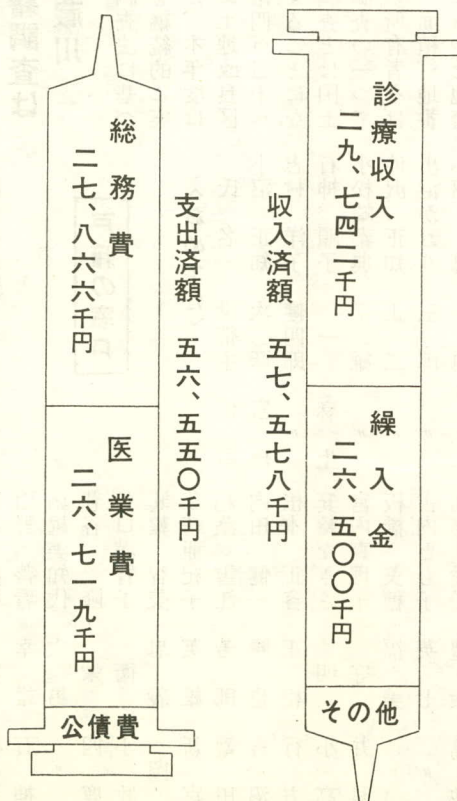 診療収入
二九、七四二千円
繰入金
二六、五〇〇千円
その他
収入済額 五七、五七八千円
支出済額 五六、五五〇千円
総務費
二七、八六六千円
医業費
二六、七一九千円
公債費